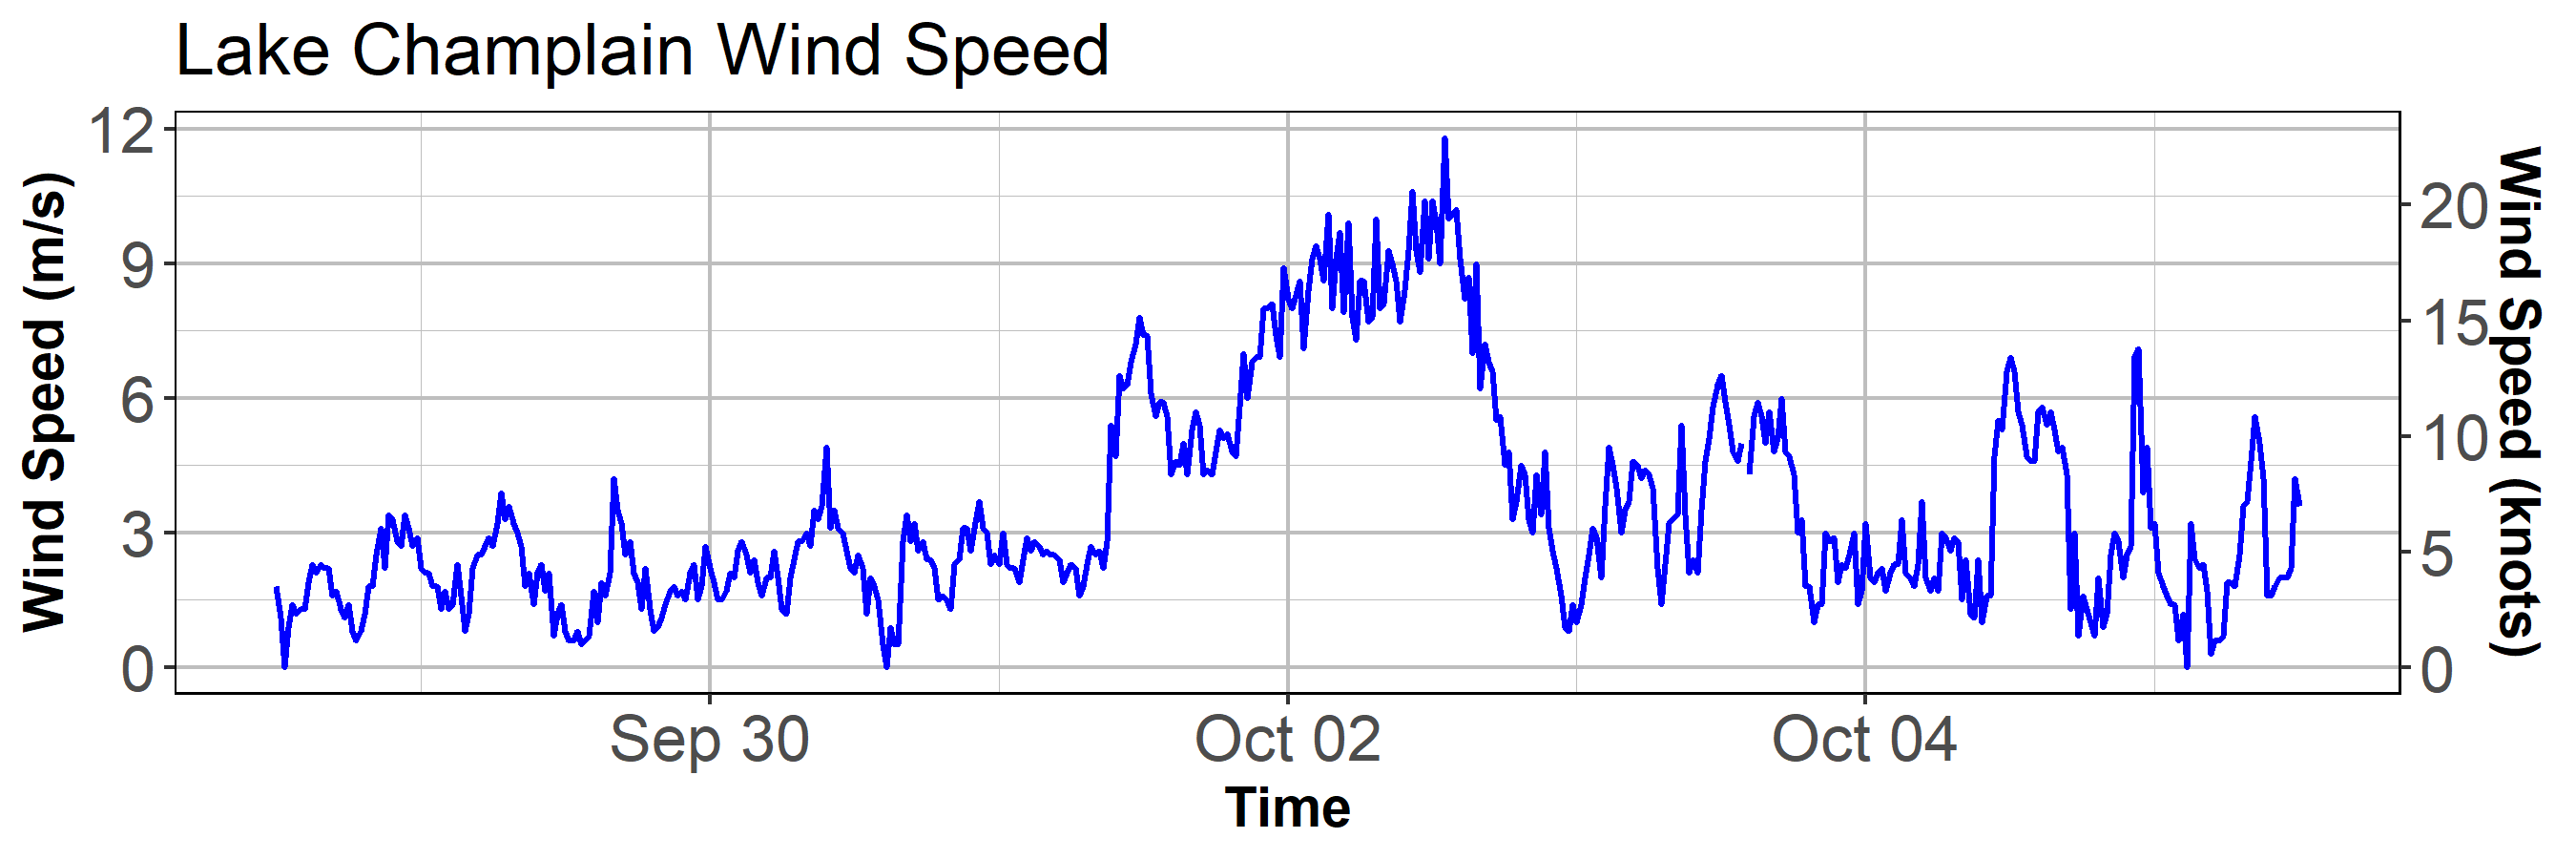 Lake Champlain Wind Speed
Wind Speed (m/s)
12
9
6
3
0
20
15
10
5
0
Wind Speed (knots)
Sep 30
Oct 02
Oct 04
Time